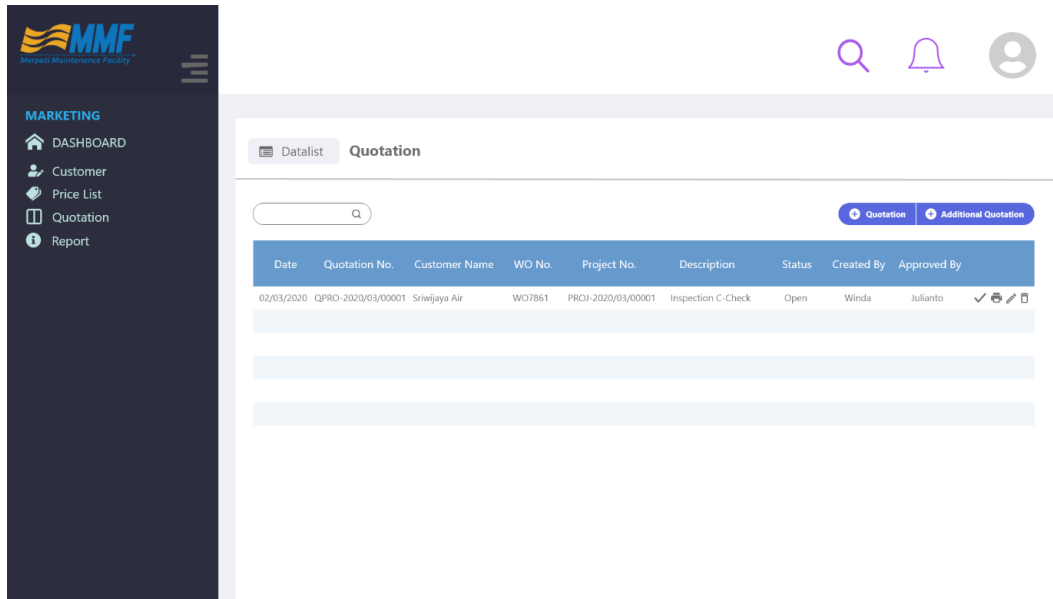 MMF
Merpati Maintenance Facility
MARKETING
DASHBOARD
Customer
Price List
Quotation
Report
Datalist Quotation
Quotation Additional Quotation
Date Quotation No. Customer Name WO No. Project No. Description Status Created By Approved By
02/03/2020 QPRO-2020/03/00001 Sriwijaya Air WO7861 PROJ-2020/03/00001 Inspection C-Check Open Winda Julianto